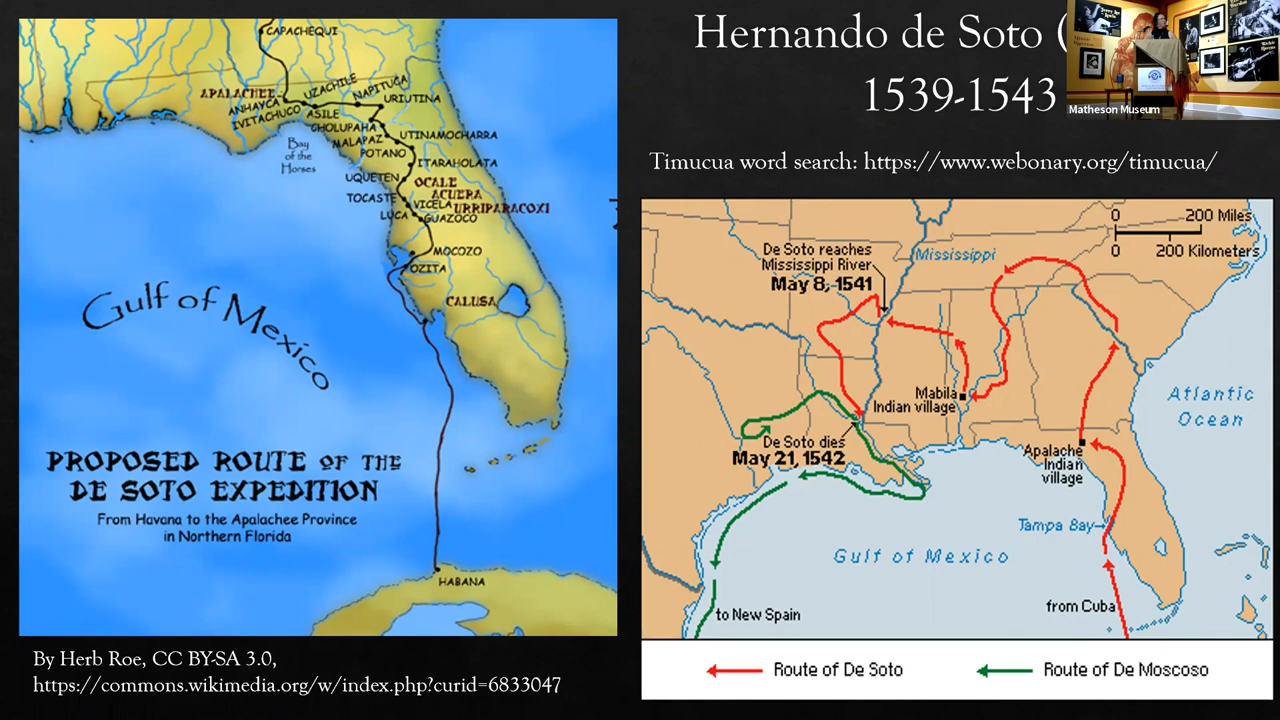 Hernando de Soto (
1539-1543
Matheson Museum
Timucua word search: https://www.webonary.org/timucua/
CAPACHEQUI
APALACHEE
UZACHILE
NAPITUCA
ANHAYCA
URIUTINA
IVITACHUCO
ASILE
CHOLUPAHA
UTINAMOCHARRA
MALAPAZ
Bay
of the
Horses
POTANO
ITARAHOLATA
UQUETEN
OCALE
ACUERA
TOCASTE
VICELA
URRIPARACOXI
LUCA
GUAZOCO
MOCOZO
OZITA
CALUSA
Gulf of Mexico
PROPOSED ROUTE OF THE
DE SOTO EXPEDITION
From Havana to the Apalachee Province
in Northern Florida
HABANA
By Herb Roe, CC BY-SA 3.0,
https://commons.wikimedia.org/w/index.php?curid=6833047
0 200 Miles
0 200 Kilometers
De Soto reaches
Mississippi River
May 8, 1541
Mississippi
Mabila
Indian village
Atlantic
Ocean
De Soto dies
May 21, 1542
Apalache
Indian
village
Tampa Bay
Gulf of Mexico
from Cuba
to New Spain
Route of De Soto
Route of De Moscoso